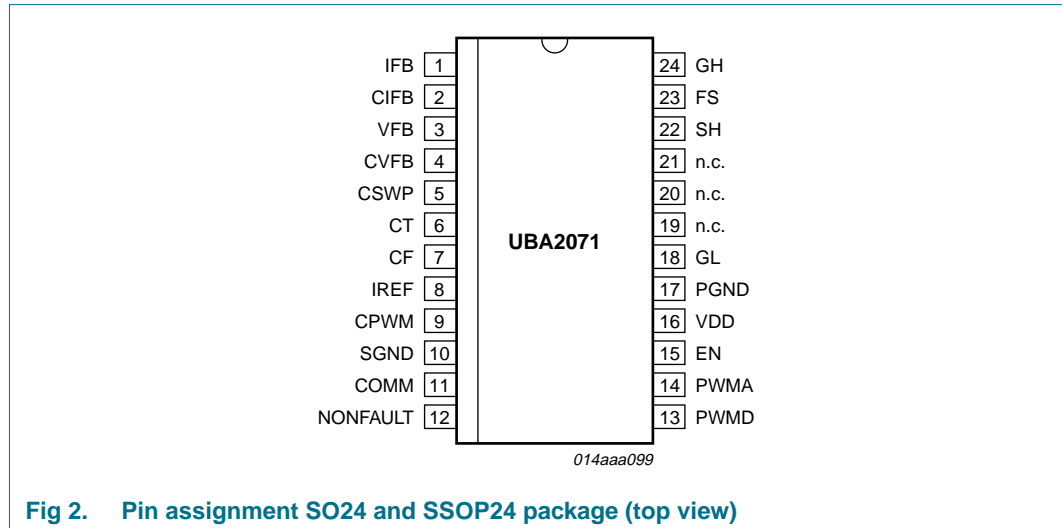 IFB 1
CIFB 2
VFB 3
CVFB 4
CSWP 5
CT 6
CF 7
IREF 8
CPWM 9
SGND 10
COMM 11
NONFAULT 12
UBA2071
24 GH
23 FS
22 SH
21 n.c.
20 n.c.
19 n.c.
18 GL
17 PGND
16 VDD
15 EN
14 PWMA
13 PWMD
014aaa099
Fig 2. Pin assignment SO24 and SSOP24 package (top view)